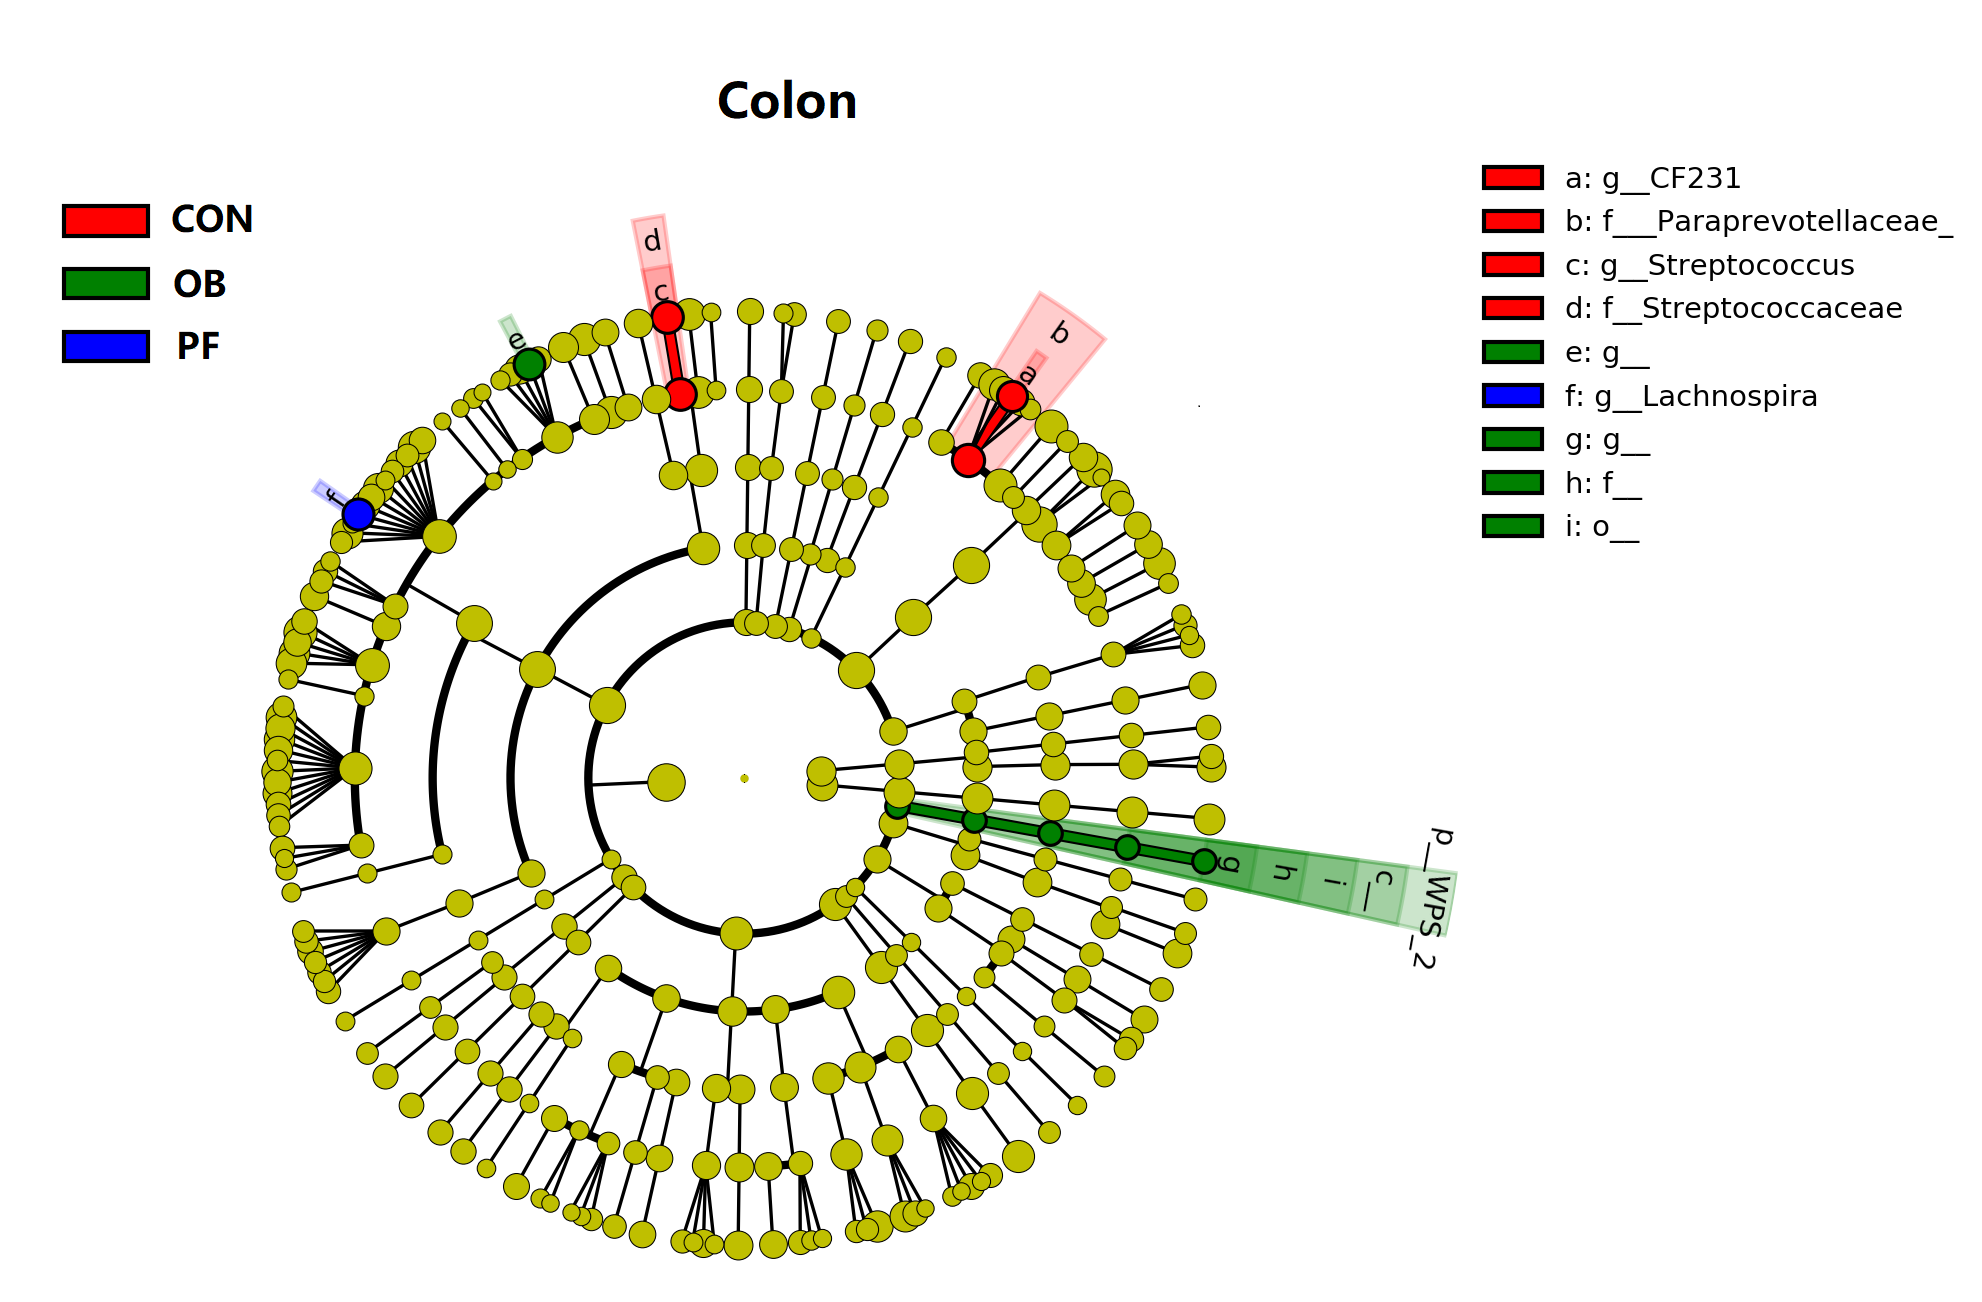 Colon
CON
OB
PF
a: g__CF231
b: f___Paraprevotellaceae_
c: g__Streptococcus
d: f__Streptococcaceae
e: g__
f: g__Lachnospira
g: g__
h: f__
i: o__
d
c
b
a
e
f
g
h
i
c__
p__WPS_2